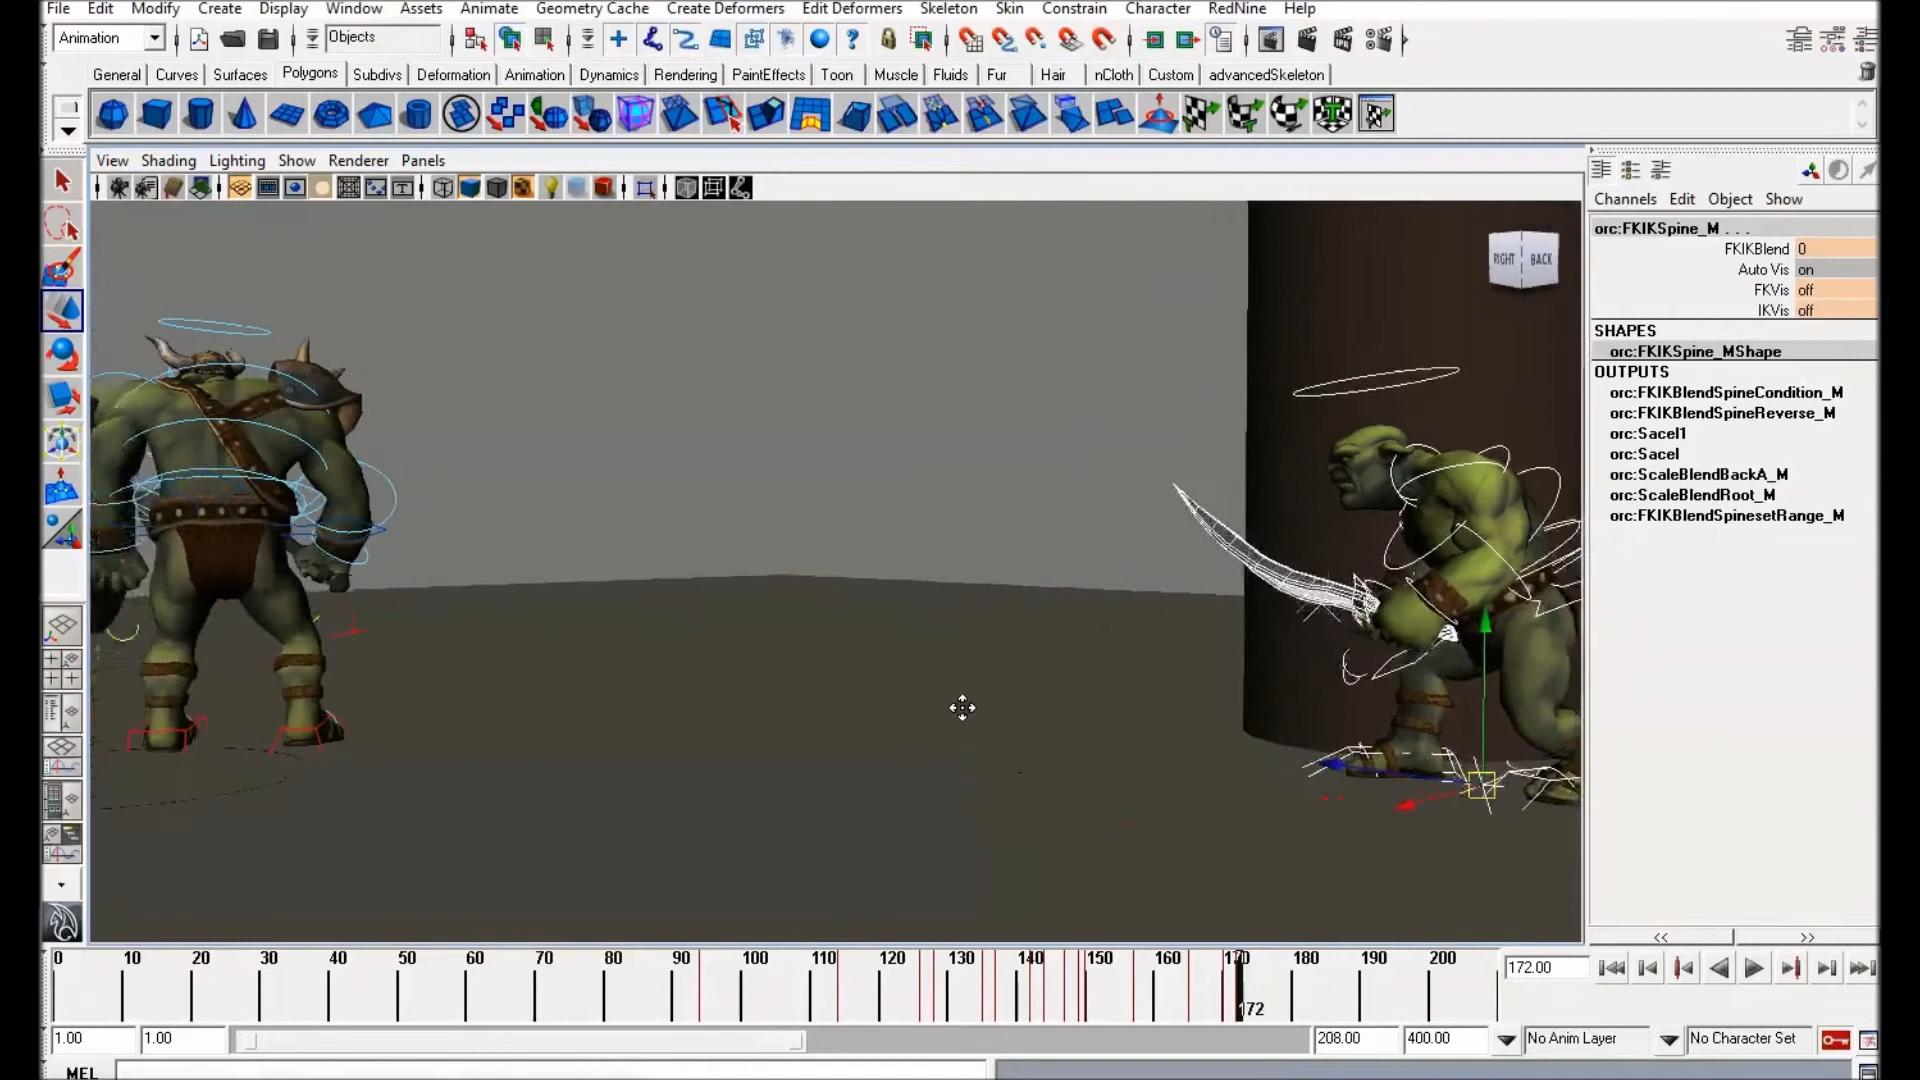 File Edit Modify Create Display Window Assets Animate Geometry Cache Create Deformers Edit Deformers Skeleton Skin Constrain Character RedNine Help
Animation Objects
General Curves Surfaces Polygons Subdivs Deformation Animation Dynamics Rendering PaintEffects Toon Muscle Fluids Fur Hair nCloth Custom advancedSkeleton
View Shading Lighting Show Renderer Panels
RIGHT BACK
Channels Edit Object Show
orc:FKIKSpine_M . . .
FKIKBlend 0
Auto Vis on
FKVis off
IKVis off
SHAPES
orc:FKIKSpine_MShape
OUTPUTS
orc:FKIKBlendSpineCondition_M
orc:FKIKBlendSpineReverse_M
orc:Sacel1
orc:Sacel
orc:ScaleBlendBackA_M
orc:ScaleBlendRoot_M
orc:FKIKBlendSpinesetRange_M
<< >>
0 10 20 30 40 50 60 70 80 90 100 110 120 130 140 150 160 170 180 190 200
172
172.00
1.00 1.00 208.00 400.00 No Anim Layer No Character Set
MEL